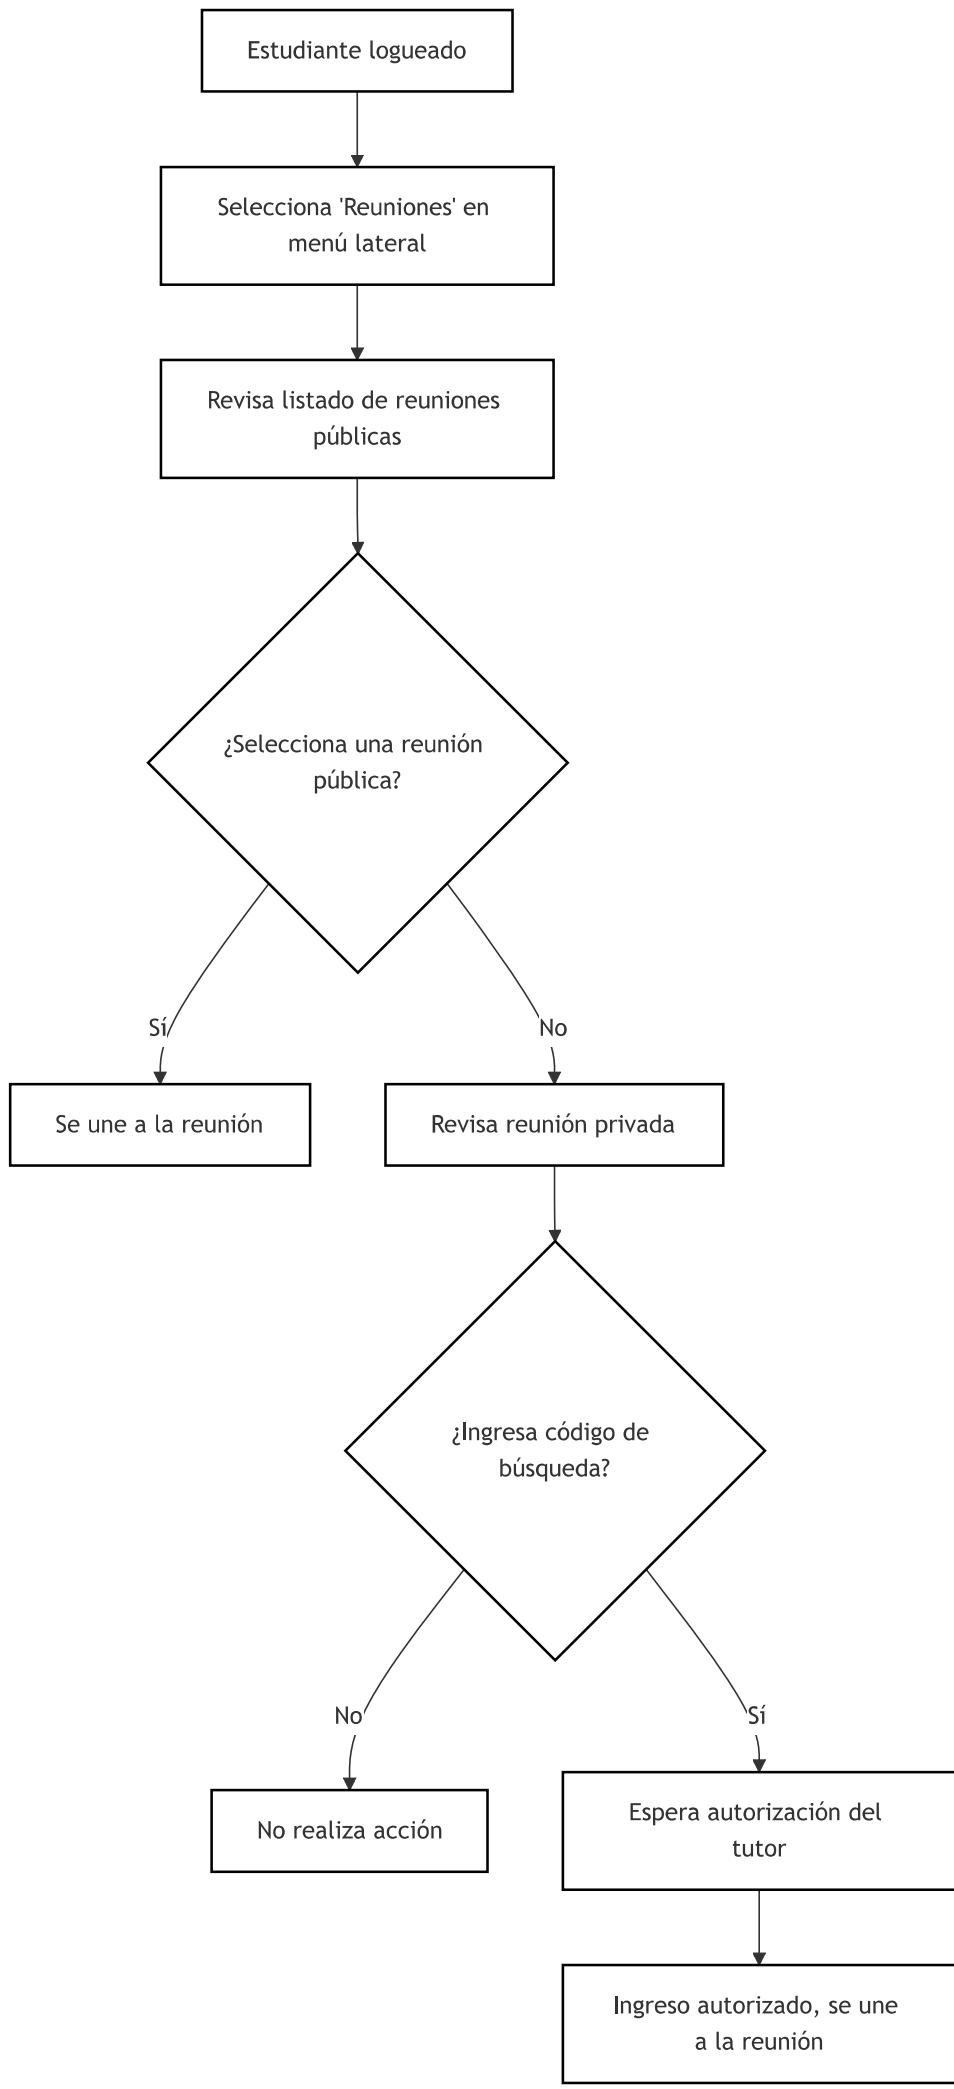 Estudiante logueado
Selecciona 'Reuniones' en
menú lateral
Revisa listado de reuniones
públicas
¿Selecciona una reunión
pública?
Sí
No
Se une a la reunión
Revisa reunión privada
¿Ingresa código de
búsqueda?
No
Sí
No realiza acción
Espera autorización del
tutor
Ingreso autorizado, se une
a la reunión